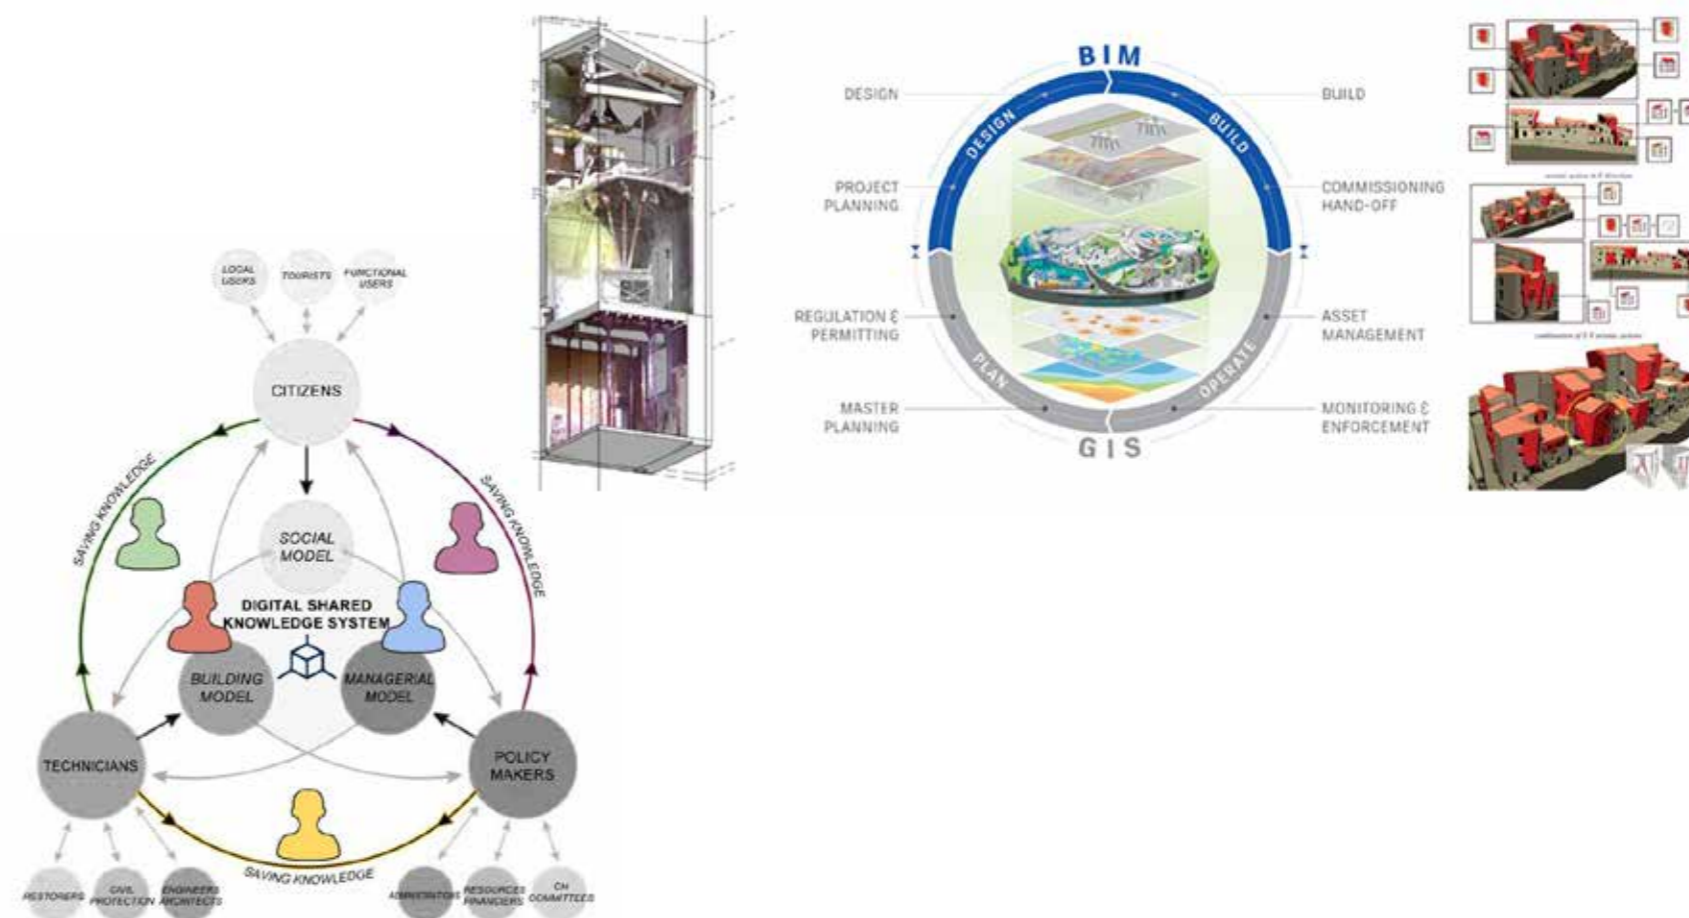 LOCAL
USERS
TOURISTS
FUNCTIONAL
USERS
CITIZENS
SAVING KNOWLEDGE
SAVING KNOWLEDGE
SOCIAL
MODEL
DIGITAL SHARED
KNOWLEDGE SYSTEM
BUILDING
MODEL
MANAGERIAL
MODEL
TECHNICIANS
POLICY
MAKERS
SAVING KNOWLEDGE
RESTORERS
CIVIL
PROTECTION
ENGINEERS
ARCHITECTS
ADMINISTRATORS
RESOURCES
FINANCIERS
CH
COMMITTEES
BIM
DESIGN
BUILD
DESIGN
BUILD
PROJECT
PLANNING
COMMISSIONING
HAND-OFF
REGULATION &
PERMITTING
ASSET
MANAGEMENT
PLAN
OPERATE
MASTER
PLANNING
MONITORING &
ENFORCEMENT
GIS